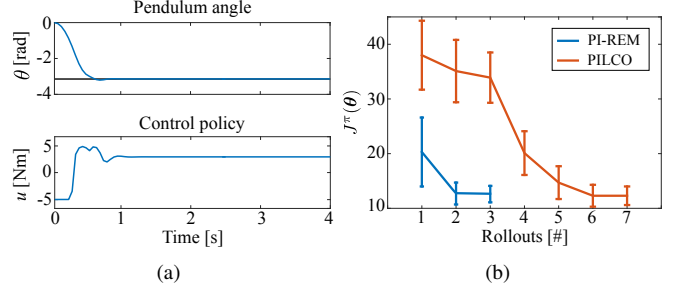 Pendulum angle
0
-2
-4
θ [rad]
Control policy
5
0
-5
u [Nm]
0 1 2 3 4
Time [s]
(a)
PI-REM
PILCO
40
30
20
10
J^π(θ)
1 2 3 4 5 6 7
Rollouts [#]
(b)